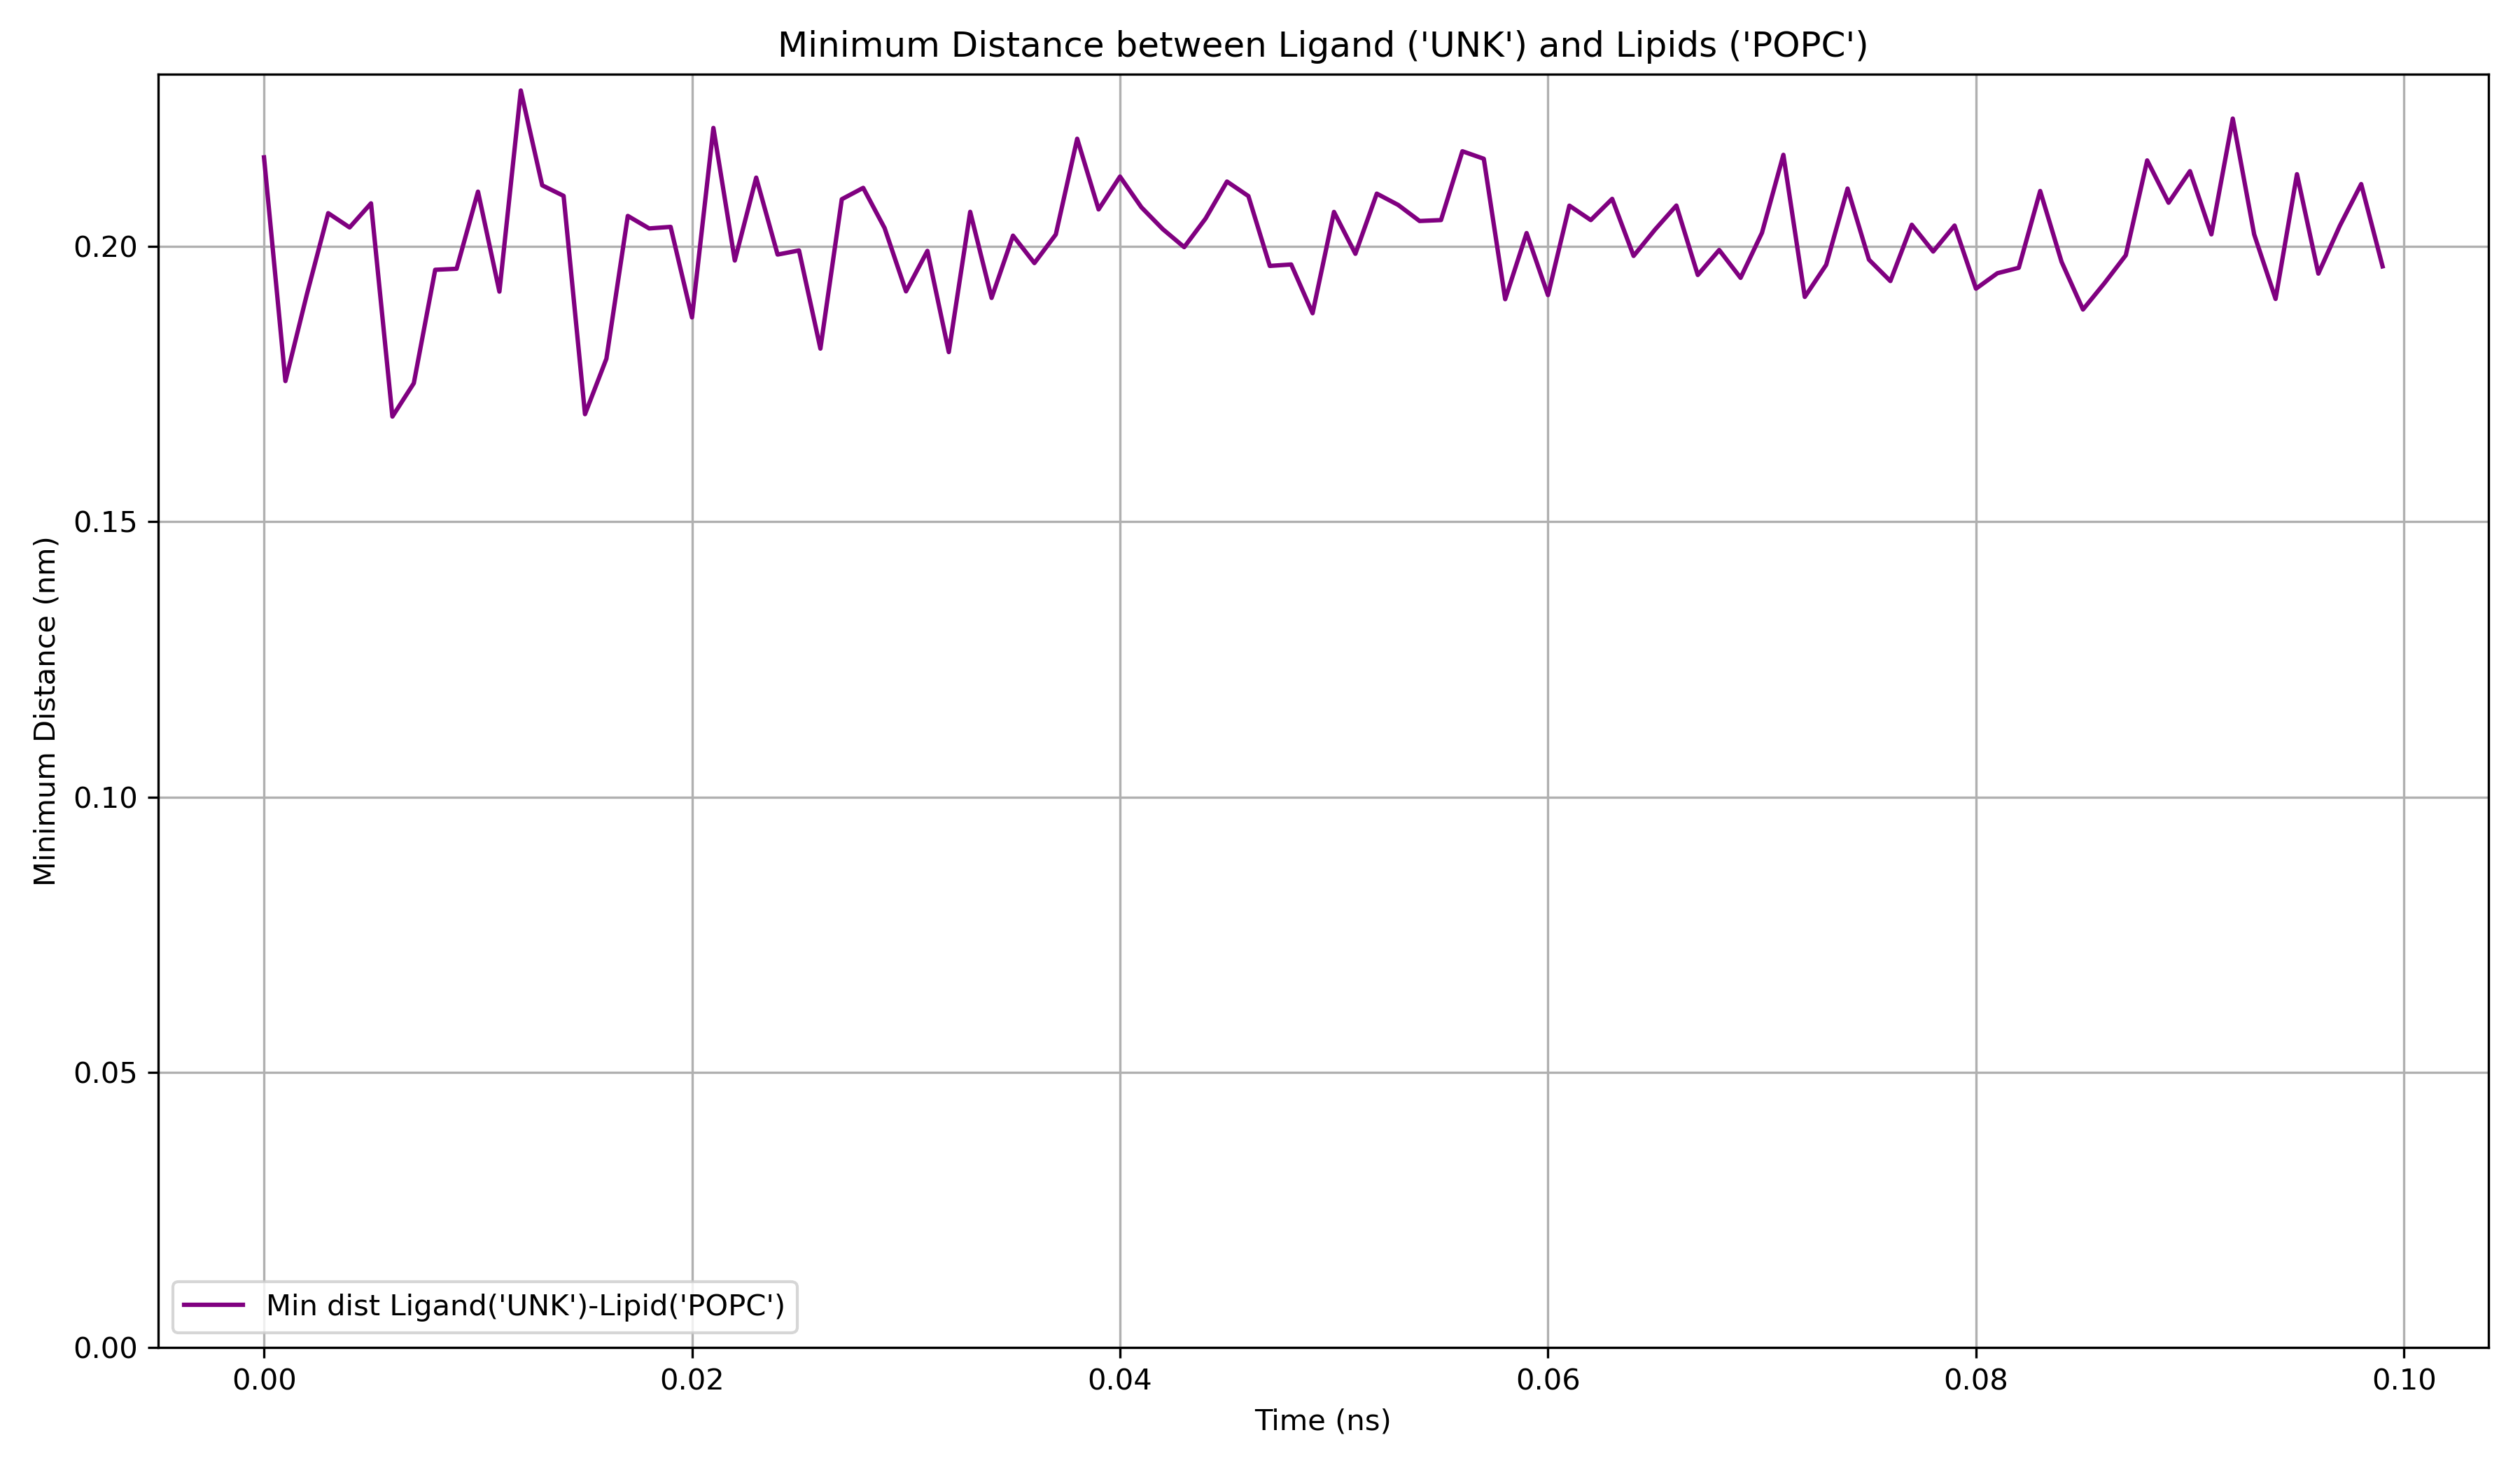 Minimum Distance between Ligand ('UNK') and Lipids ('POPC')
Minimum Distance (nm)
0.20
0.15
0.10
0.05
0.00
Min dist Ligand('UNK')-Lipid('POPC')
0.00 0.02 0.04 0.06 0.08 0.10
Time (ns)